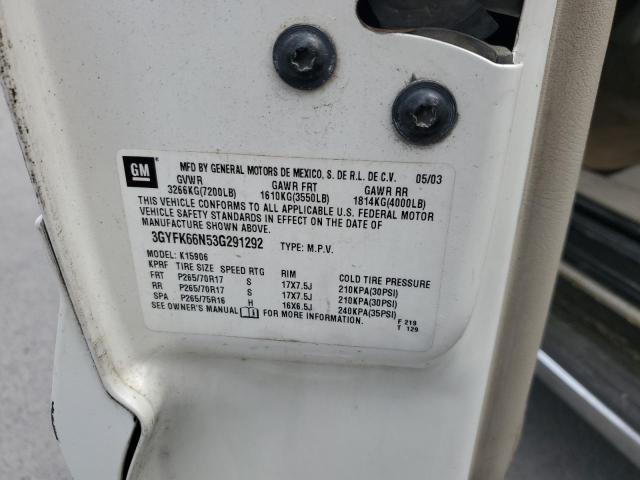 GM
MFD BY GENERAL MOTORS DE MEXICO, S. DE R.L. DE C.V. 05/03
GVWR GAWR FRT GAWR RR
3266KG(7200LB) 1610KG(3550LB) 1814KG(4000LB)
THIS VEHICLE CONFORMS TO ALL APPLICABLE U.S. FEDERAL MOTOR
VEHICLE SAFETY STANDARDS IN EFFECT ON THE DATE OF
MANUFACTURE SHOWN ABOVE.
3GYFK66N53G291292 TYPE: M.P.V.
MODEL: K15906
KPRF TIRE SIZE SPEED RTG RIM COLD TIRE PRESSURE
FRT P265/70R17 S 17X7.5J 210KPA(30PSI)
RR P265/70R17 S 17X7.5J 210KPA(30PSI)
SPA P265/75R16 H 16X6.5J 240KPA(35PSI)
SEE OWNER'S MANUAL FOR MORE INFORMATION.
F 219
T 129